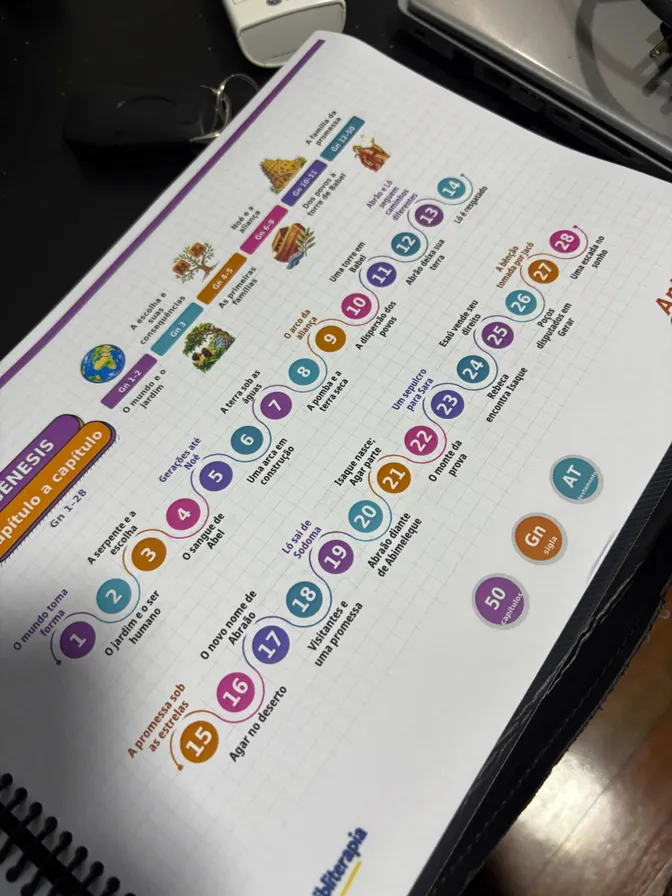 GENESIS
capítulo a capítulo
Gn 1-28
Gn 1-2
O mundo e o
jardim
A escolha e
suas
consequências
Gn 3
Gn 4-5
As primeiras
famílias
Noé e a
aliança
Gn 6-9
Gn 10-11
Dos povos à
torre de Babel
A família da
promessa
Gn 12-50
O mundo toma
forma
1
2
O jardim e o ser
humano
A serpente e a
escolha
3
4
O sangue de
Abel
Gerações até
Noé
5
6
Uma arca em
construção
A terra sob as
águas
7
8
A pomba e a
terra seca
O arco da
aliança
9
10
A dispersão dos
povos
Uma torre em
Babel
11
12
Abrão deixa sua
terra
Abrão e Ló
seguem
caminhos
diferentes
13
14
Ló é resgatado
A promessa sob
as estrelas
15
16
Agar no deserto
O novo nome de
Abraão
17
18
Visitantes e
uma promessa
Ló sai de
Sodoma
19
20
Abraão diante
de Abimeleque
Isaque nasce;
Agar parte
21
22
O monte da
prova
Um sepulcro
para Sara
23
24
Rebeca
encontra Isaque
Esaú vende seu
direito
25
26
Poços
disputados em
Gerar
A bênção
tomada por Jacó
27
28
Uma escada no
sonho
50
capítulos
Gn
sigla
AT
testamento
ibliterapia